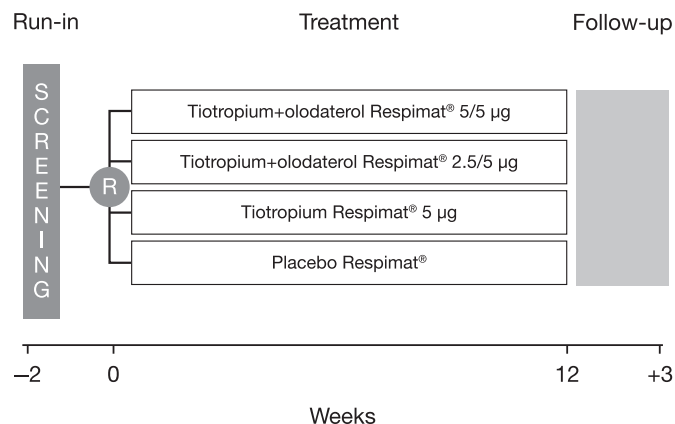 Run-in Treatment Follow-up
SCREENING
Tiotropium+olodaterol Respimat® 5/5 µg
Tiotropium+olodaterol Respimat® 2.5/5 µg
R
Tiotropium Respimat® 5 µg
Placebo Respimat®
–2 0 12 +3
Weeks